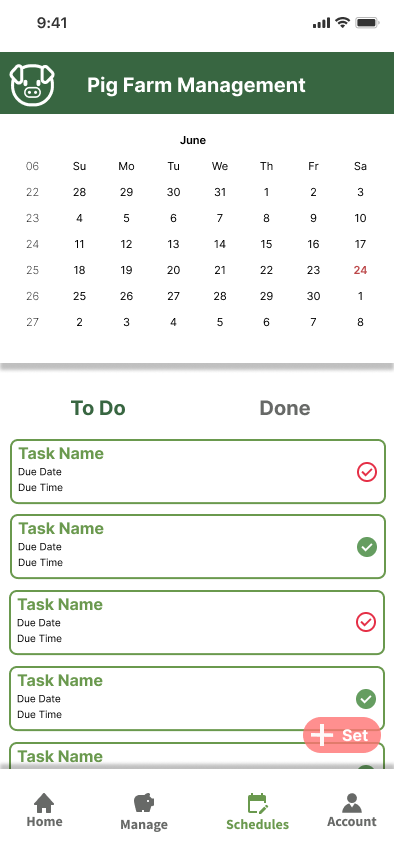 9:41
Pig Farm Management
June
06 Su Mo Tu We Th Fr Sa
22 28 29 30 31 1 2 3
23 4 5 6 7 8 9 10
24 11 12 13 14 15 16 17
25 18 19 20 21 22 23 24
26 25 26 27 28 29 30 1
27 2 3 4 5 6 7 8
To Do Done
Task Name
Due Date
Due Time
Task Name
Due Date
Due Time
Task Name
Due Date
Due Time
Task Name
Due Date
Due Time
Set
Task Name
Home Manage Schedules Account